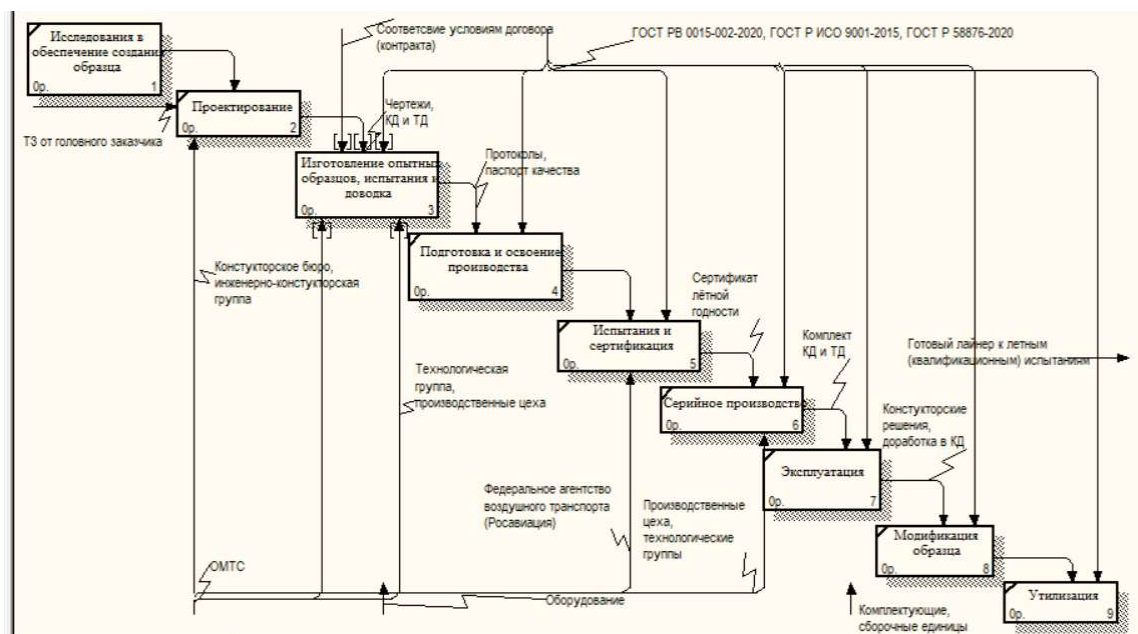 Исследования в
обеспечение создани
образца
0р. 1
Соответсвие условиям договора
(контракта)
ГОСТ РВ 0015-002-2020, ГОСТ Р ИСО 9001-2015, ГОСТ Р 58876-2020
Проектирование
0р. 2
ТЗ от головного заказчика
Чертежи,
КД и ТД
Изготовление опытных
образцов, испытания и
доводка
0р. 3
Протоколы,
паспорт качества
Подготовка и освоение
производства
0р. 4
Констукторское бюро,
инженерно-констукторская
группа
Сертификат
лётной
годности
Испытания и
сертификация
0р. 5
Комплект
КД и ТД
Готовый лайнер к летным
(квалификационным) испытаниям
Технологическая
группа,
производственные цеха
Серийное производство
0р. 6
Констукторские
решения,
доработка в КД
Эксплуатация
0р. 7
Федеральное агентство
воздушного транспорта
(Росавиация)
Производственные
цеха,
технологические
группы
Модификация
образца
0р. 8
ОМТС
Оборудование
Комплектующие,
сборочные единицы
Утилизация
0р. 9